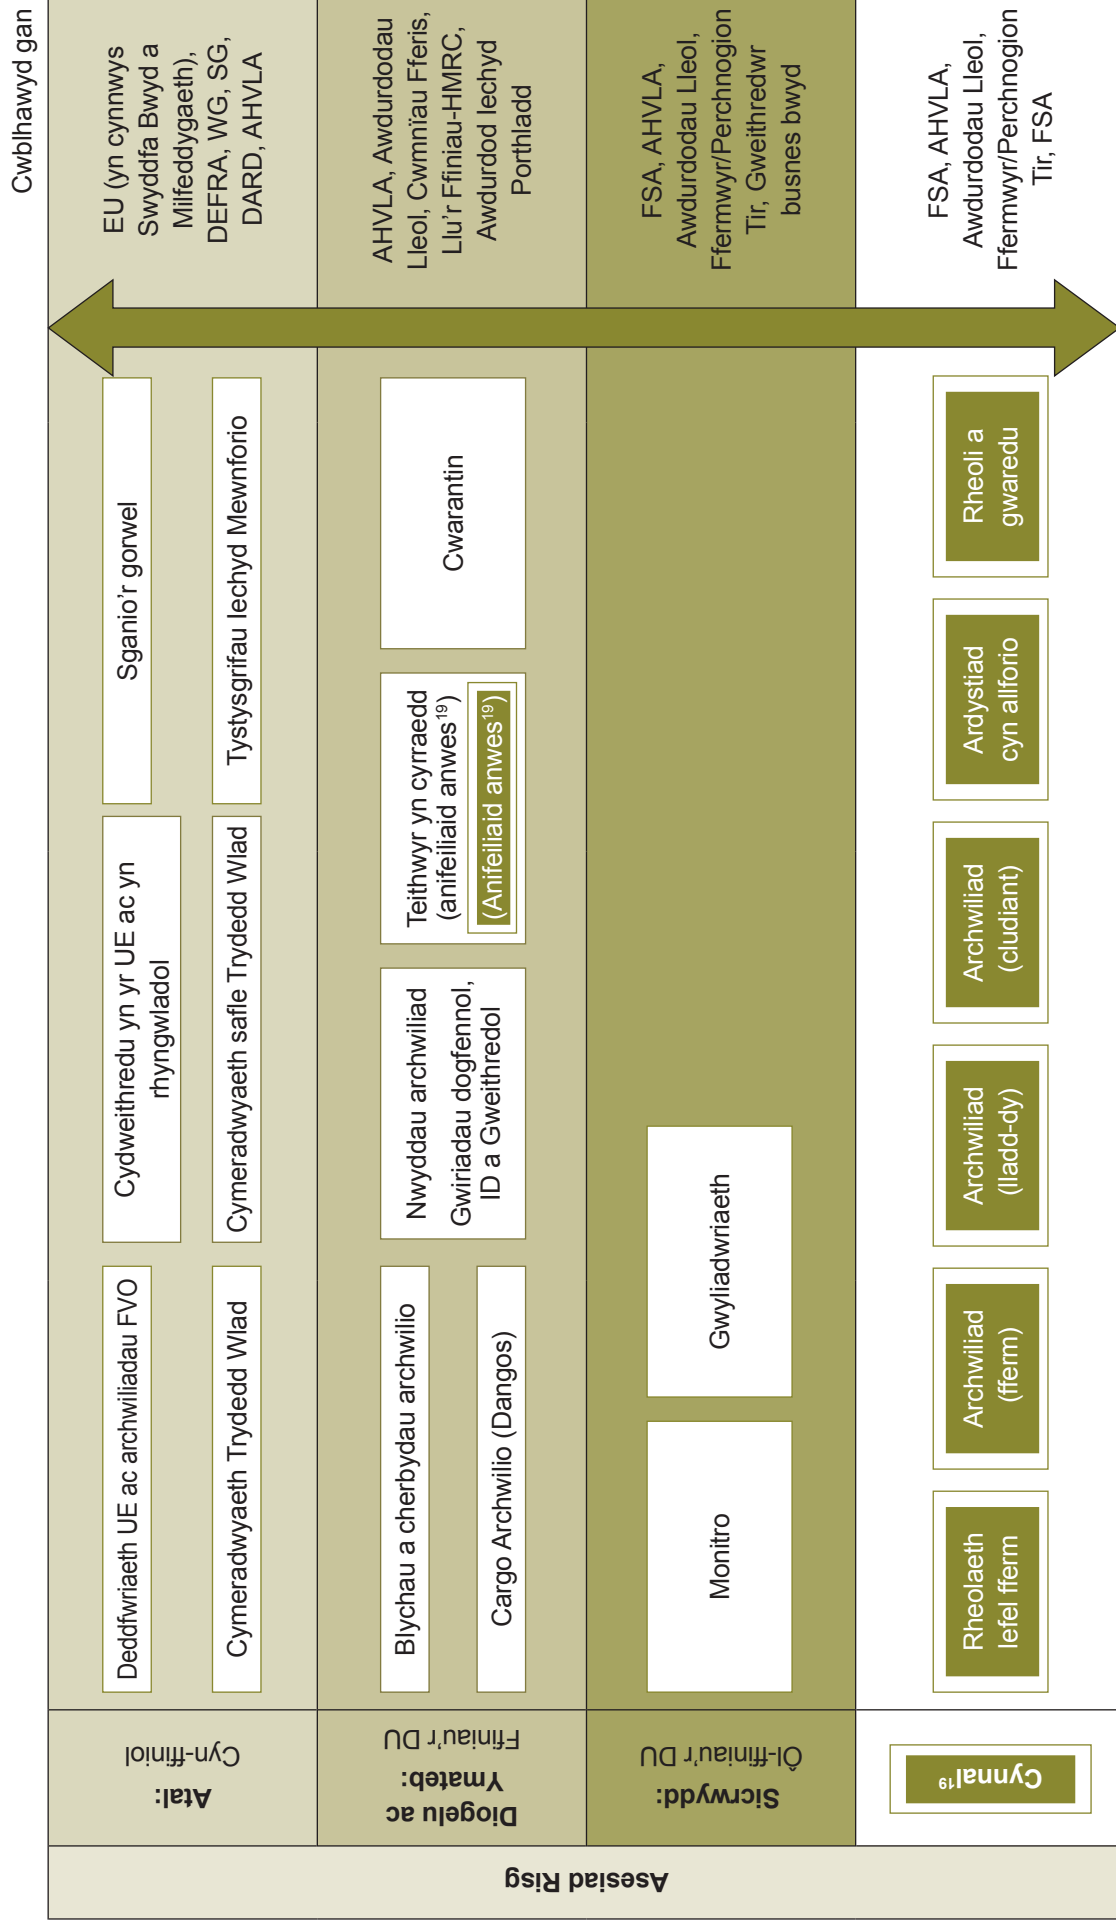 Cwblhawyd gan
Asesiad Risg
Atal:
Cyn-ffiniol
Deddfwriaeth UE ac archwiliadau FVO
Cydweithredu yn yr UE ac yn
rhyngwladol
Sganio'r gorwel
Cymeradwyaeth Trydedd Wlad
Cymeradwyaeth safle Trydedd Wlad
Tystysgrifau Iechyd Mewnforio
EU (yn cynnwys
Swyddfa Bwyd a
Milfeddygaeth),
DEFRA, WG, SG,
DARD, AHVLA
Diogelu ac
Ymateb:
Ffiniau'r DU
Blychau a cherbydau archwilio
Cargo Archwilio (Dangos)
Nwyddau archwiliad
Gwiriadau dogfennol,
ID a Gweithredol
Teithwyr yn cyrraedd
(anifeiliaid anwes¹⁹)
(Anifeiliaid anwes¹⁹)
Cwarantin
AHVLA, Awdurdodau
Lleol, Cwmnïau Fferis,
Llu'r Ffiniau-HMRC,
Awdurdod Iechyd
Porthladd
Sicrwydd:
Ôl-ffiniau'r DU
Monitro
Gwyliadwriaeth
FSA, AHVLA,
Awdurdodau Lleol,
Ffermwyr/Perchnogion
Tir, Gweithredwr
busnes bwyd
Cynnal¹⁹
Rheolaeth
lefel fferm
Archwiliad
(fferm)
Archwiliad
(lladd-dy)
Archwiliad
(cludiant)
Ardystiad
cyn allforio
Rheoli a
gwaredu
FSA, AHVLA,
Awdurdodau Lleol,
Ffermwyr/Perchnogion
Tir, FSA